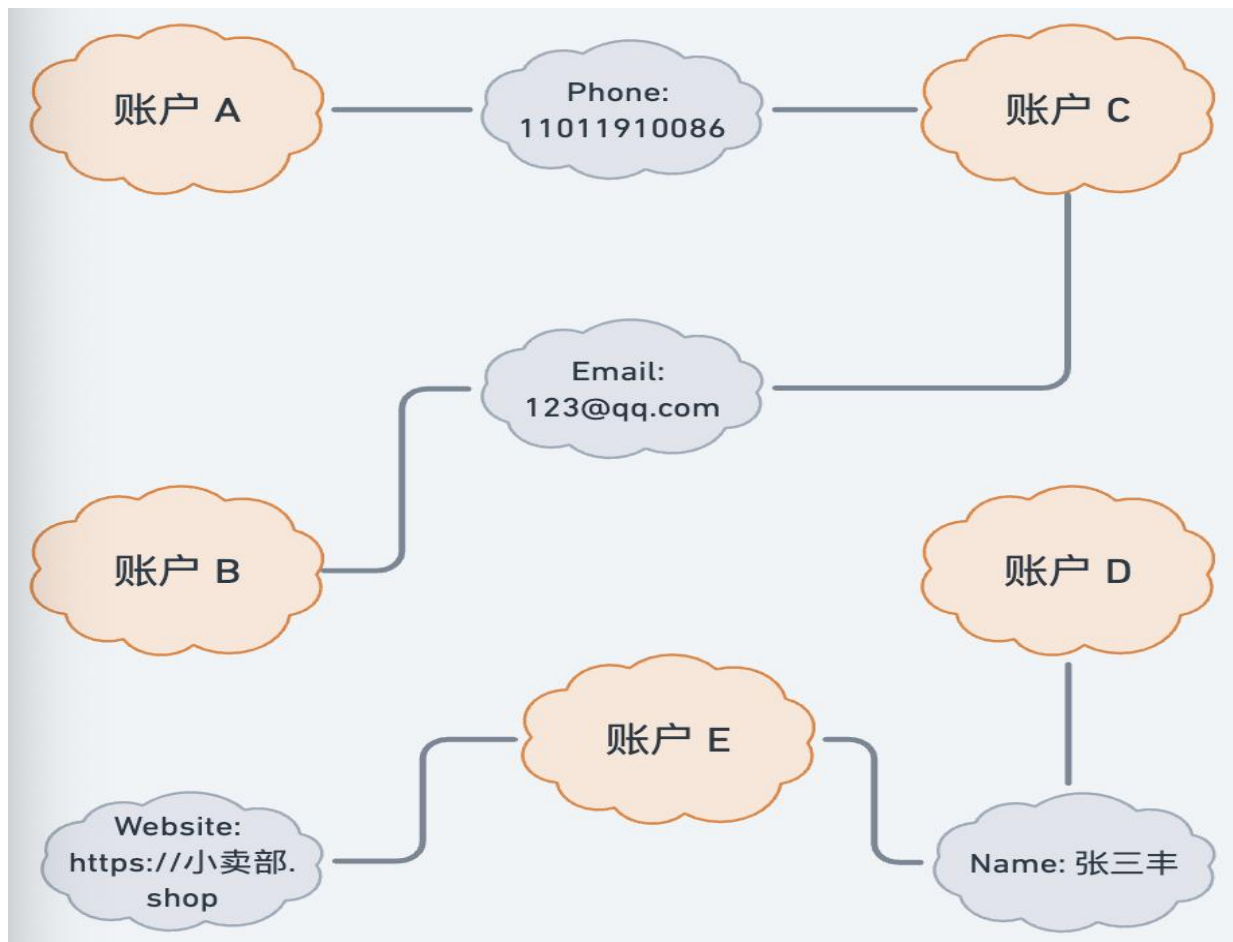 账户 A
Phone:
11011910086
账户 C
Email:
123@qq.com
账户 B
账户 D
账户 E
Website:
https://小卖部.
shop
Name: 张三丰